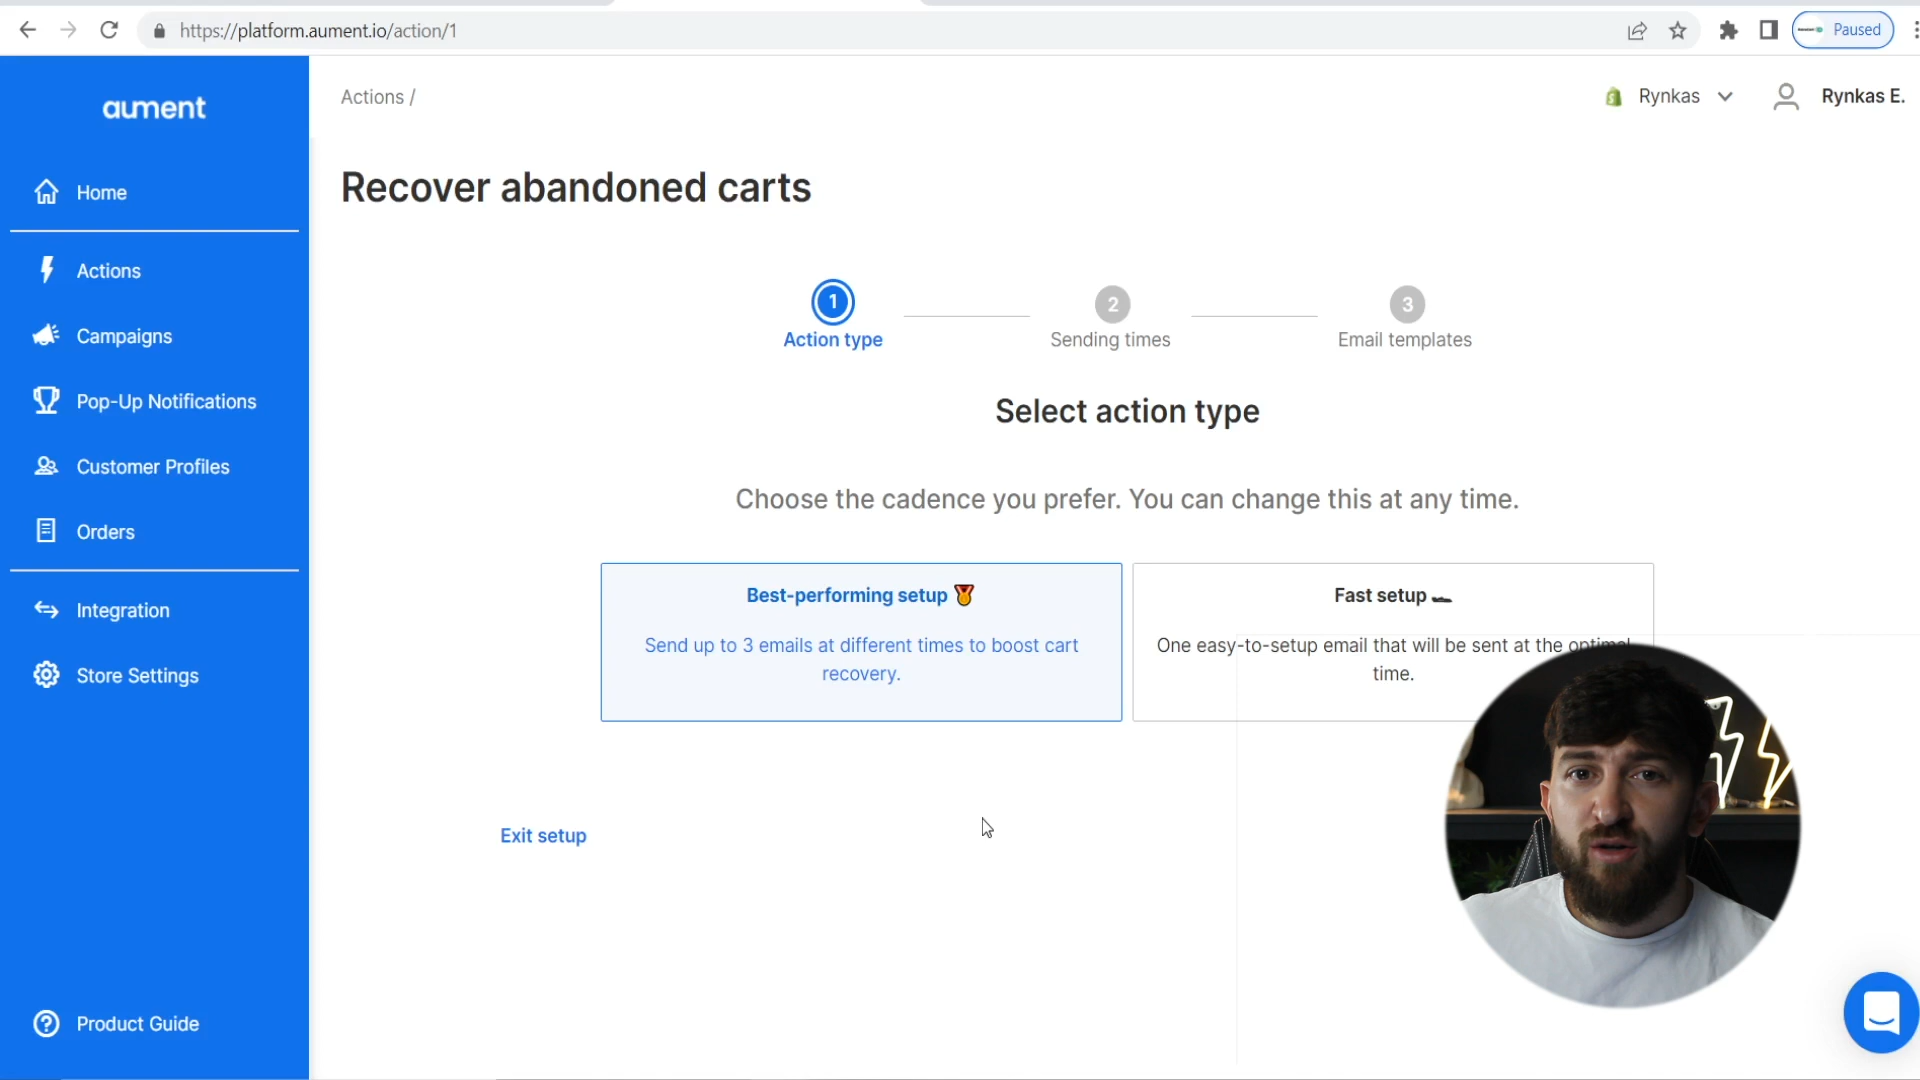 https://platform.aument.io/action/1
Paused
aument
Actions /
Rynkas
Rynkas E.
Home
Actions
Campaigns
Pop-Up Notifications
Customer Profiles
Orders
Integration
Store Settings
Product Guide
Recover abandoned carts
1
2
3
Action type
Sending times
Email templates
Select action type
Choose the cadence you prefer. You can change this at any time.
Best-performing setup
Send up to 3 emails at different times to boost cart
recovery.
Fast setup
One easy-to-setup email that will be sent at the optimal
time.
Exit setup